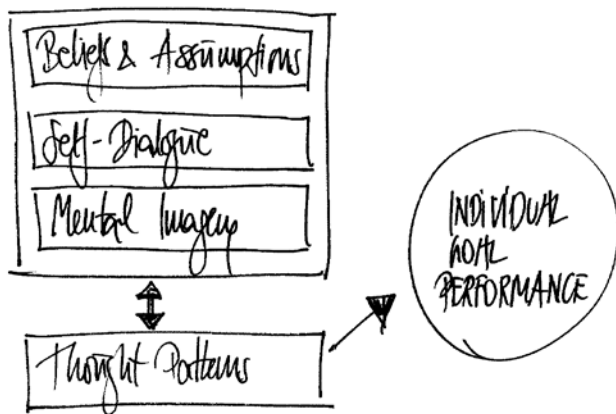 Beliefs & Assumptions
Self-Dialogue
Mental Imagery
Thought Patterns
INDIVIDUAL
GOAL
PERFORMANCE